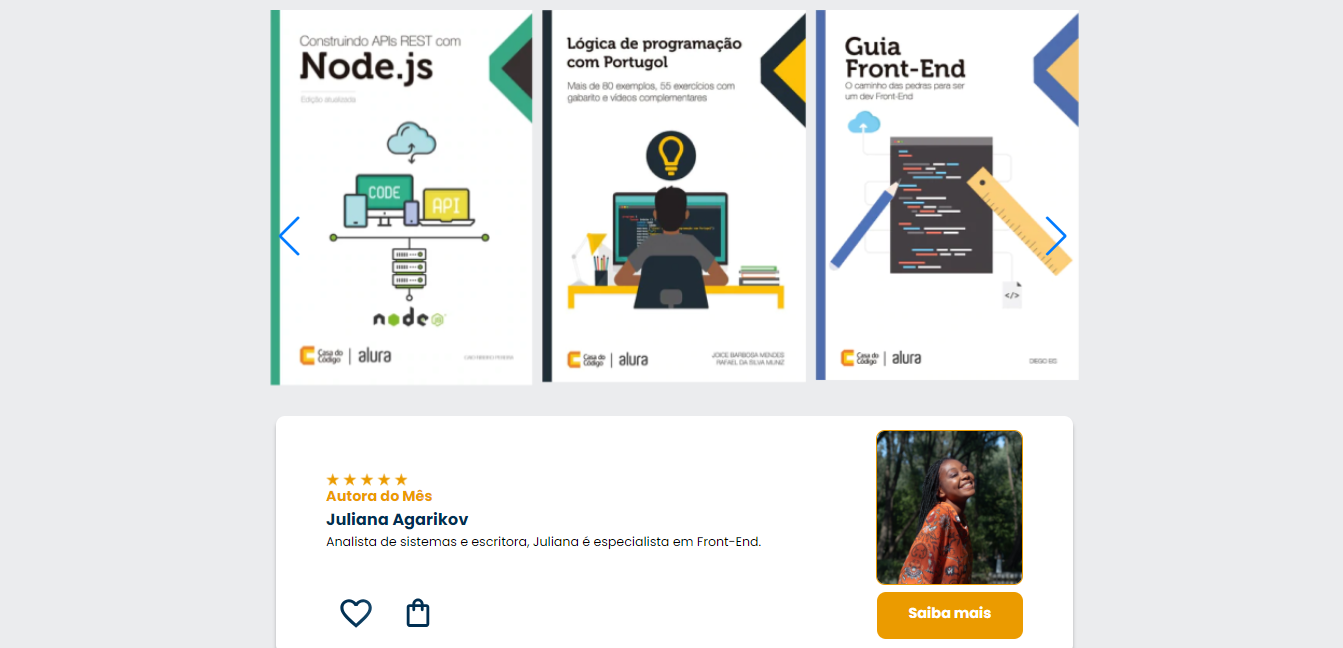 Construindo APIs REST com
Node.js
Edição atualizada
CODE
API
node
JS
Casa do
Código
alura
Lógica de programação
com Portugol
Mais de 80 exemplos, 55 exercícios com
gabarito e vídeos complementares
Casa do
Código
alura
JOICE BARBOSA MENDES
RAFAEL DA SILVA MUNIZ
Guia
Front-End
O caminho das pedras para ser
um dev Front-End
</>
Casa do
Código
alura
DIEGO EIS
★ ★ ★ ★ ★
Autora do Mês
Juliana Agarikov
Analista de sistemas e escritora, Juliana é especialista em Front-End.
Saiba mais